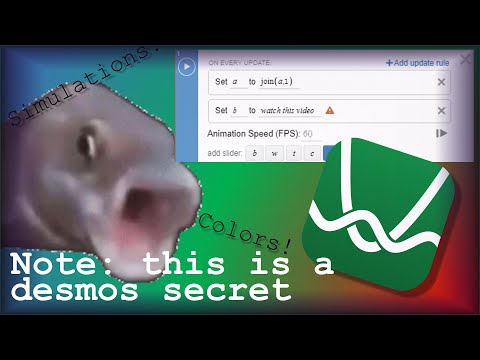 Simulations!
ON EVERY UPDATE:
+Add update rule
Set a to join(a,1)
Set b to watch this video
Animation Speed (FPS): 60
add slider: b w t c
Colors!
Note: this is a
desmos secret